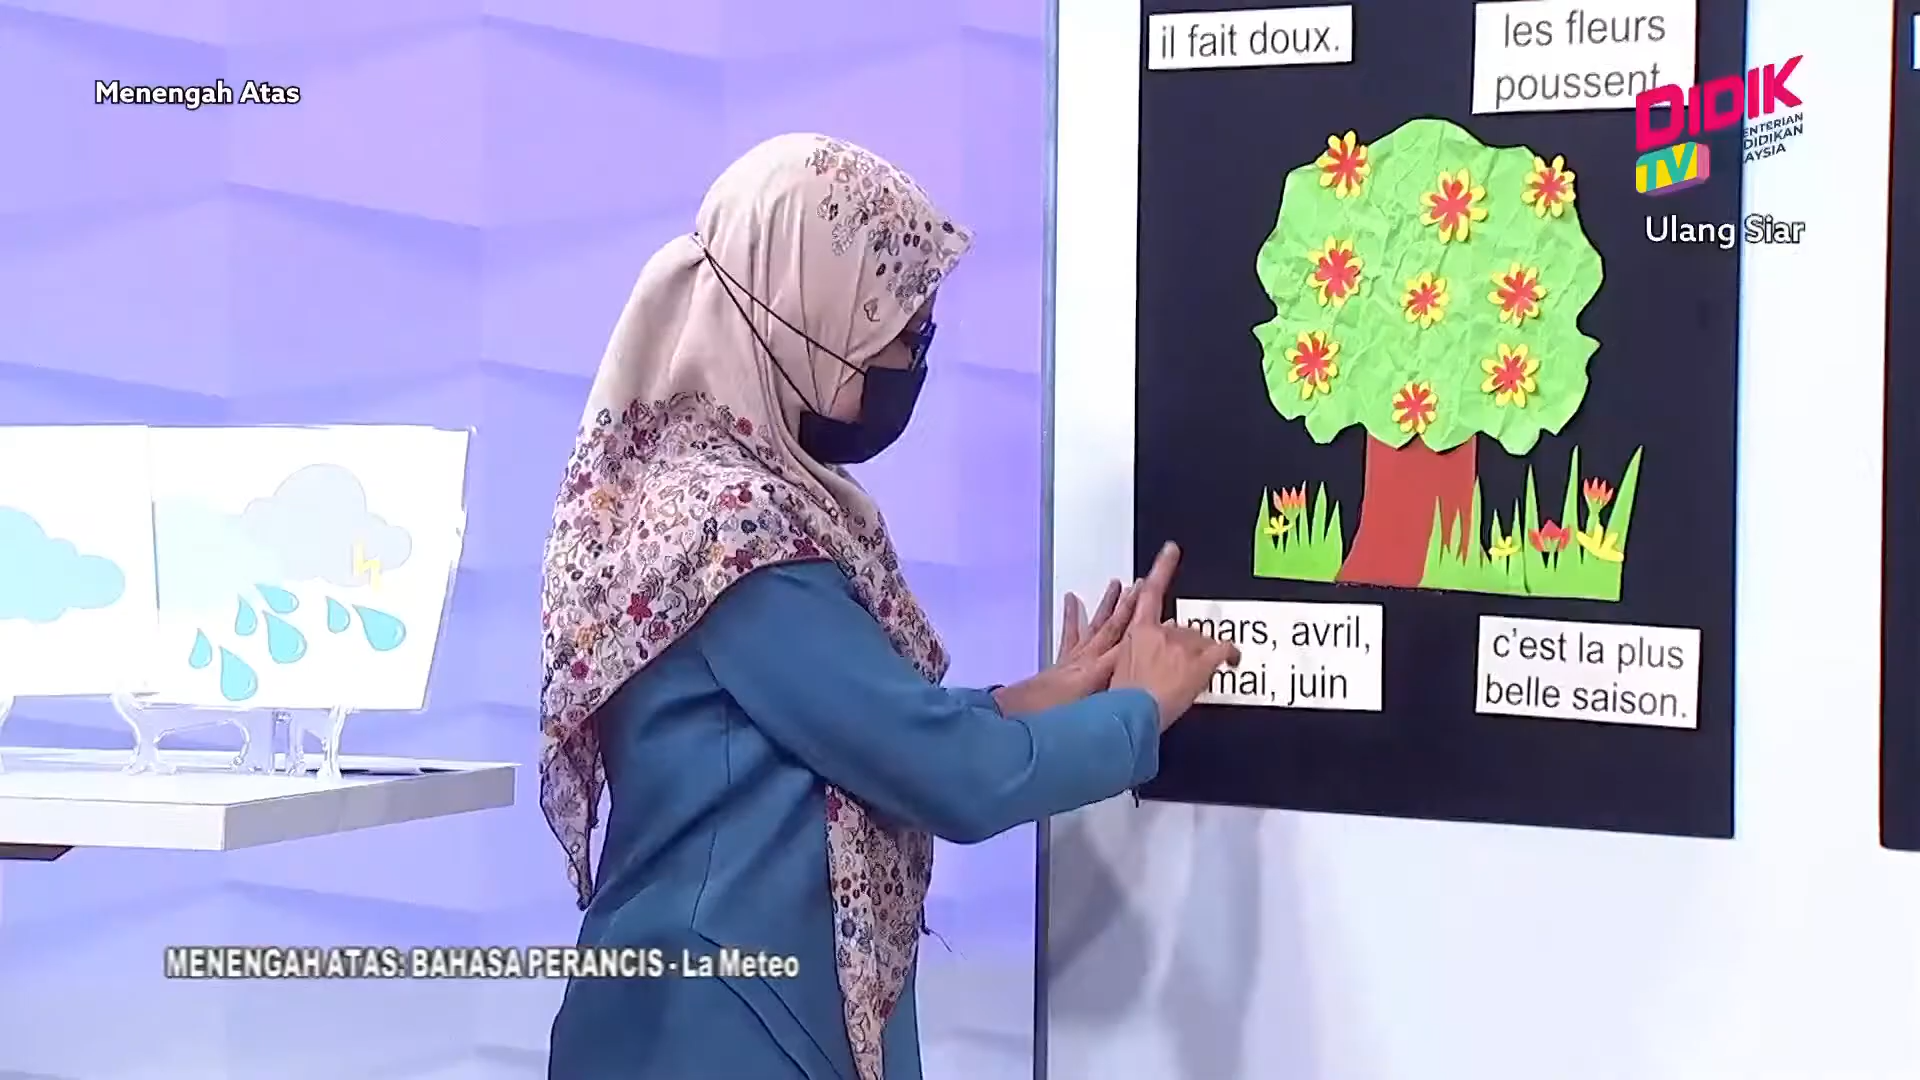 Menengah Atas
il fait doux.
les fleurs
poussent
DIDIK
TV
Ulang Siar
mars, avril,
mai, juin
c'est la plus
belle saison.
MENENGAH ATAS: BAHASA PERANCIS - La Meteo